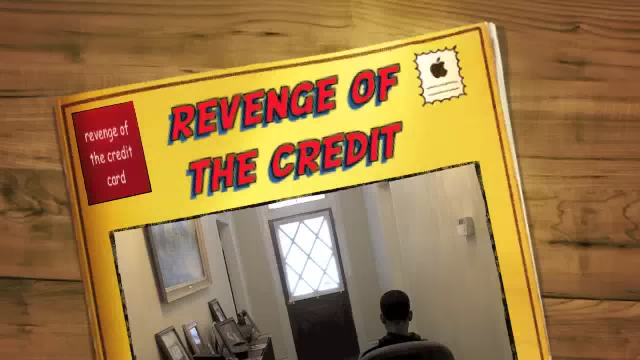 REVENGE OF
THE CREDIT
revenge of
the credit
card